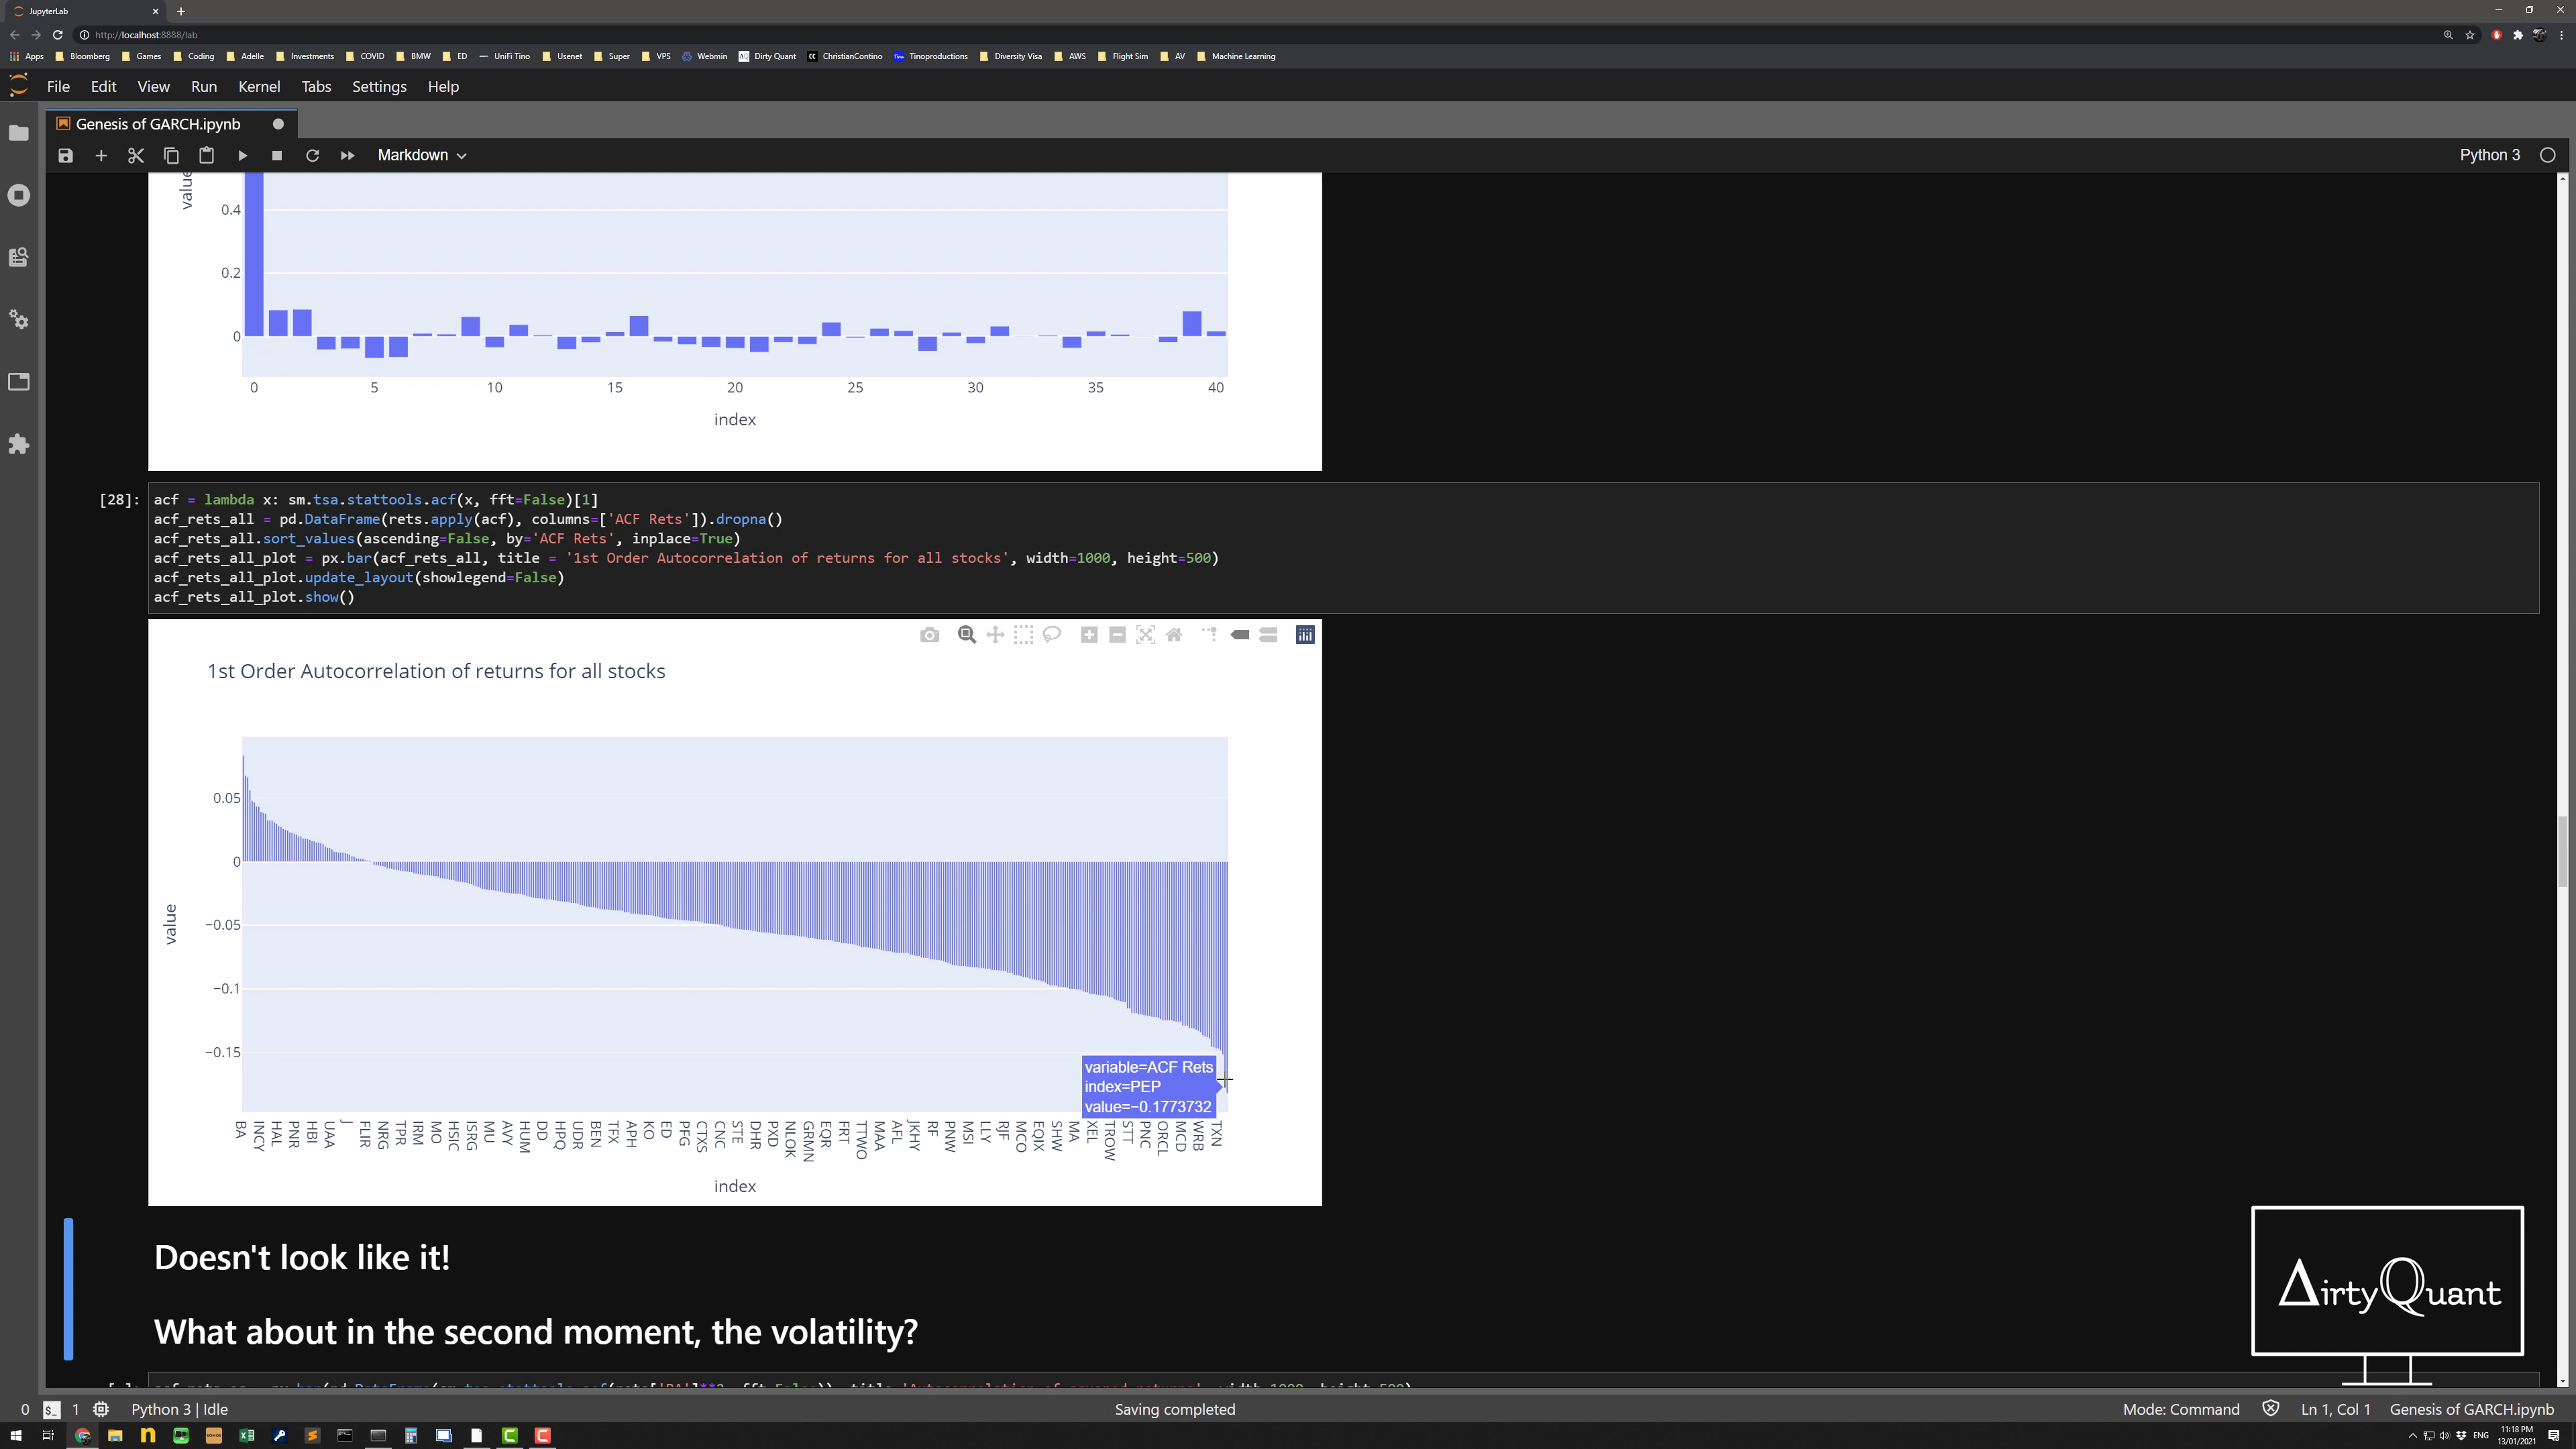 JupyterLab
http://localhost:8888/lab
Apps Bloomberg Games Coding Adelle Investments COVID BMW ED UniFi Tino Usenet Super VPS Webmin Dirty Quant ChristianContino Tinoproductions Diversity Visa AWS Flight Sim AV Machine Learning
File Edit View Run Kernel Tabs Settings Help
Genesis of GARCH.ipynb
Markdown Python 3
value
0.4
0.2
0
0 5 10 15 20 25 30 35 40
index
[28]: acf = lambda x: sm.tsa.stattools.acf(x, fft=False)[1]
acf_rets_all = pd.DataFrame(rets.apply(acf), columns=['ACF Rets']).dropna()
acf_rets_all.sort_values(ascending=False, by='ACF Rets', inplace=True)
acf_rets_all_plot = px.bar(acf_rets_all, title = '1st Order Autocorrelation of returns for all stocks', width=1000, height=500)
acf_rets_all_plot.update_layout(showlegend=False)
acf_rets_all_plot.show()
1st Order Autocorrelation of returns for all stocks
0.05
0
−0.05
−0.1
−0.15
value
variable=ACF Rets
index=PEP
value=−0.1773732
BA INCY HAL PNR HBI UAA J FLIR NRG TPR IRM MO HSIC ISRG MU AVY HUM DD HPQ UDR BEN TFX APH KO ED PFG CTXS CNC STE DHR PXD NLOK GRMN EQR FRT TTWO MAA AFL JKHY RF PNW MSI LLY RJF MCO EQIX SHW MA XEL TROW STT PNC ORCL MCD WRB TXN
index
Doesn't look like it!
What about in the second moment, the volatility?
DirtyQuant
0 $_ 1 Python 3 | Idle Saving completed Mode: Command Ln 1, Col 1 Genesis of GARCH.ipynb
ENG 11:18 PM
13/01/2021